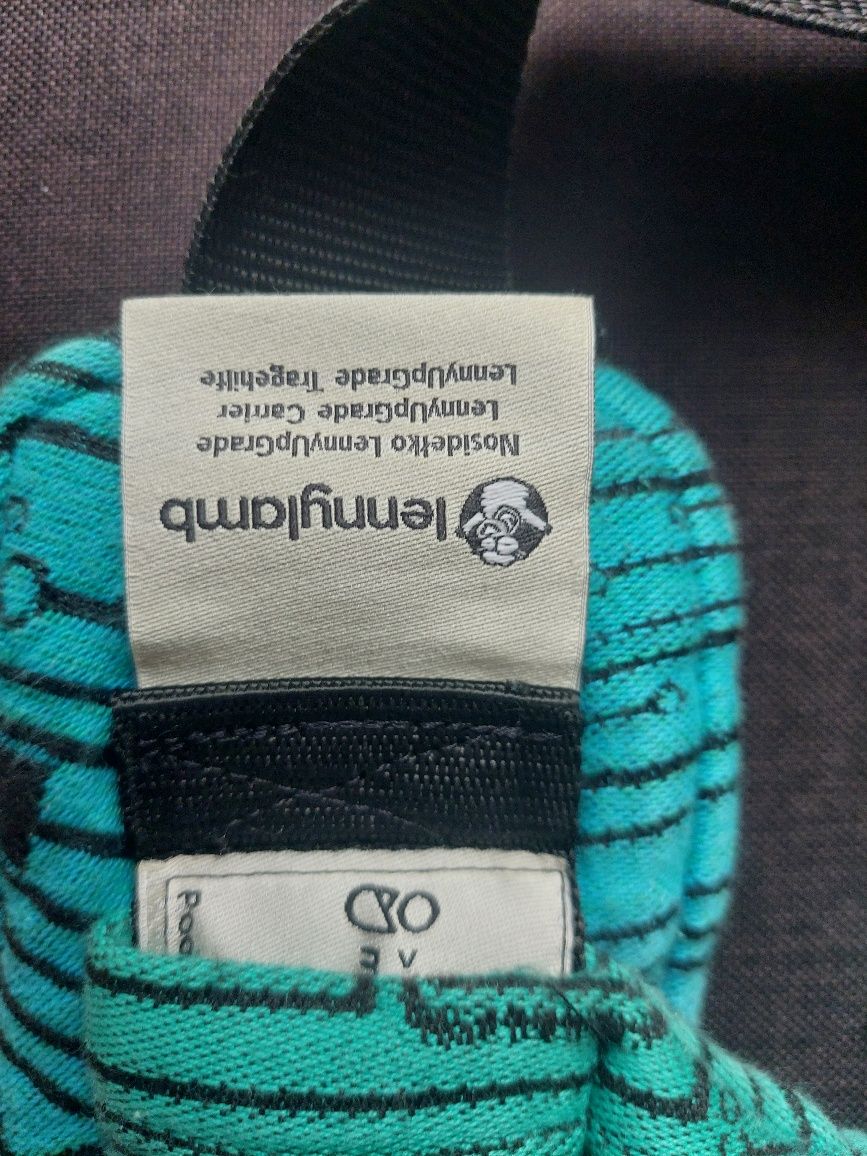 lennylamb
Nosidełko LennyUpGrade
LennyUpGrade Carrier
LennyUpGrade Tragehilfe